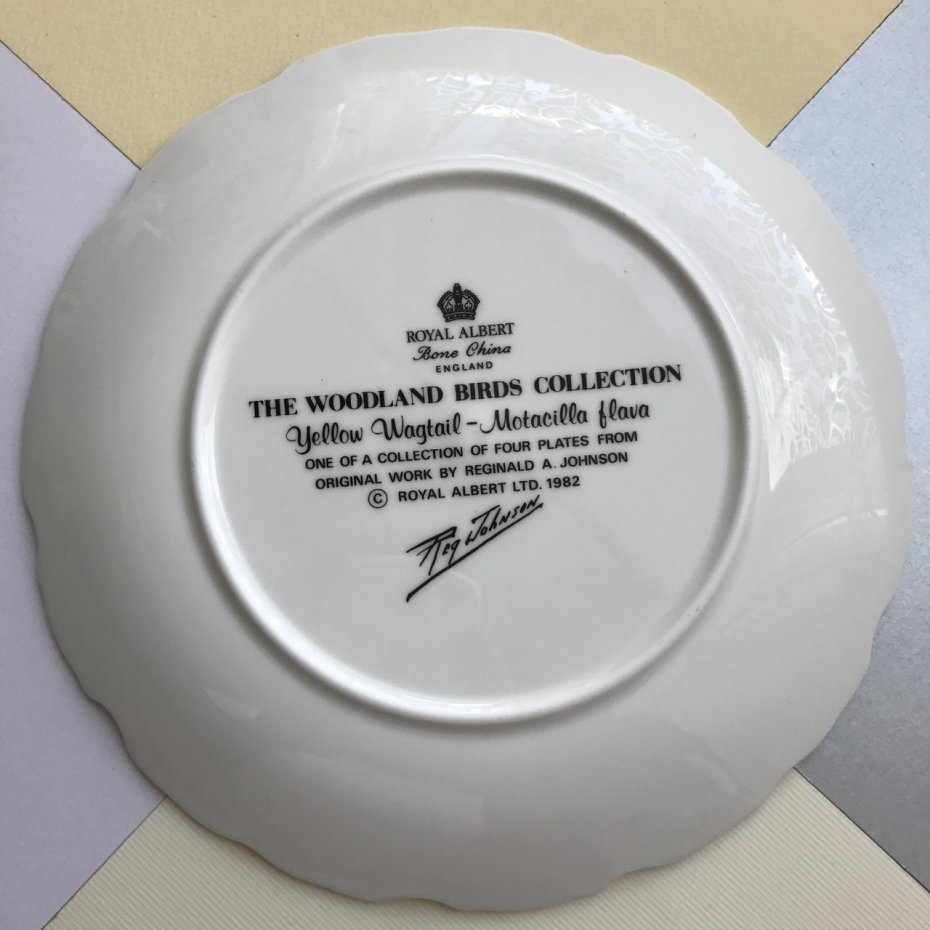 ROYAL ALBERT
Bone China
ENGLAND
THE WOODLAND BIRDS COLLECTION
Yellow Wagtail - Motacilla flava
ONE OF A COLLECTION OF FOUR PLATES FROM
ORIGINAL WORK BY REGINALD A. JOHNSON
© ROYAL ALBERT LTD. 1982
Reg Johnson.